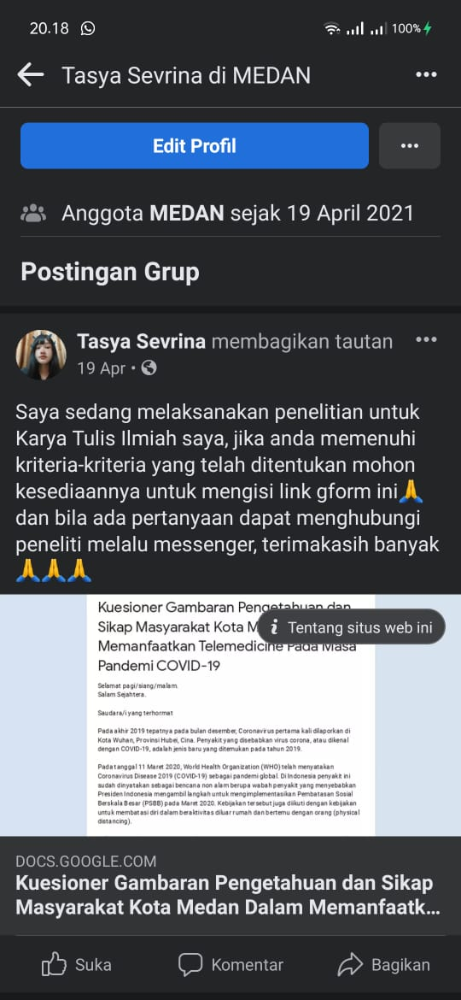 20.18
100%
Tasya Sevrina di MEDAN
Edit Profil
Anggota MEDAN sejak 19 April 2021
Postingan Grup
Tasya Sevrina membagikan tautan
19 Apr
Saya sedang melaksanakan penelitian untuk
Karya Tulis Ilmiah saya, jika anda memenuhi
kriteria-kriteria yang telah ditentukan mohon
kesediaannya untuk mengisi link gform ini🙏
dan bila ada pertanyaan dapat menghubungi
peneliti melalu messenger, terimakasih banyak
🙏🙏🙏
Kuesioner Gambaran Pengetahuan dan
Sikap Masyarakat Kota M
Tentang situs web ini
Memanfaatkan Telemedicine Pada Masa
Pandemi COVID-19
Selamat pagi/siang/malam.
Salam Sejahtera.
Saudara/i yang terhormat
Pada akhir 2019 tepatnya pada bulan desember, Coronavirus pertama kali dilaporkan di
Kota Wuhan, Provinsi Hubei, Cina. Penyakit yang disebabkan virus corona, atau dikenal
dengan COVID-19, adalah jenis baru yang ditemukan pada tahun 2019.
Pada tanggal 11 Maret 2020, World Health Organization (WHO) telah menyatakan
Coronavirus Disease 2019 (COVID-19) sebagai pandemi global. Di Indonesia penyakit ini
sudah dinyatakan sebagai bencana non alam berupa wabah penyakit yang menyebabkan
Presiden Indonesia mengambil langkah untuk mengimplementasikan Pembatasan Sosial
Berskala Besar (PSBB) pada Maret 2020. Kebijakan tersebut juga diikuti dengan kebijakan
untuk membatasi diri dalam beraktivitas diluar rumah dan bertemu dengan orang (physical
distancing).
DOCS.GOOGLE.COM
Kuesioner Gambaran Pengetahuan dan Sikap
Masyarakat Kota Medan Dalam Memanfaatk...
Suka
Komentar
Bagikan